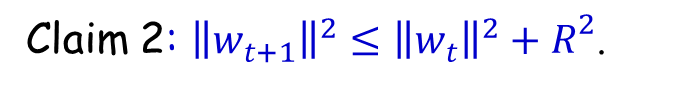 Claim 2: ‖w_{t+1}‖² ≤ ‖w_t‖² + R².